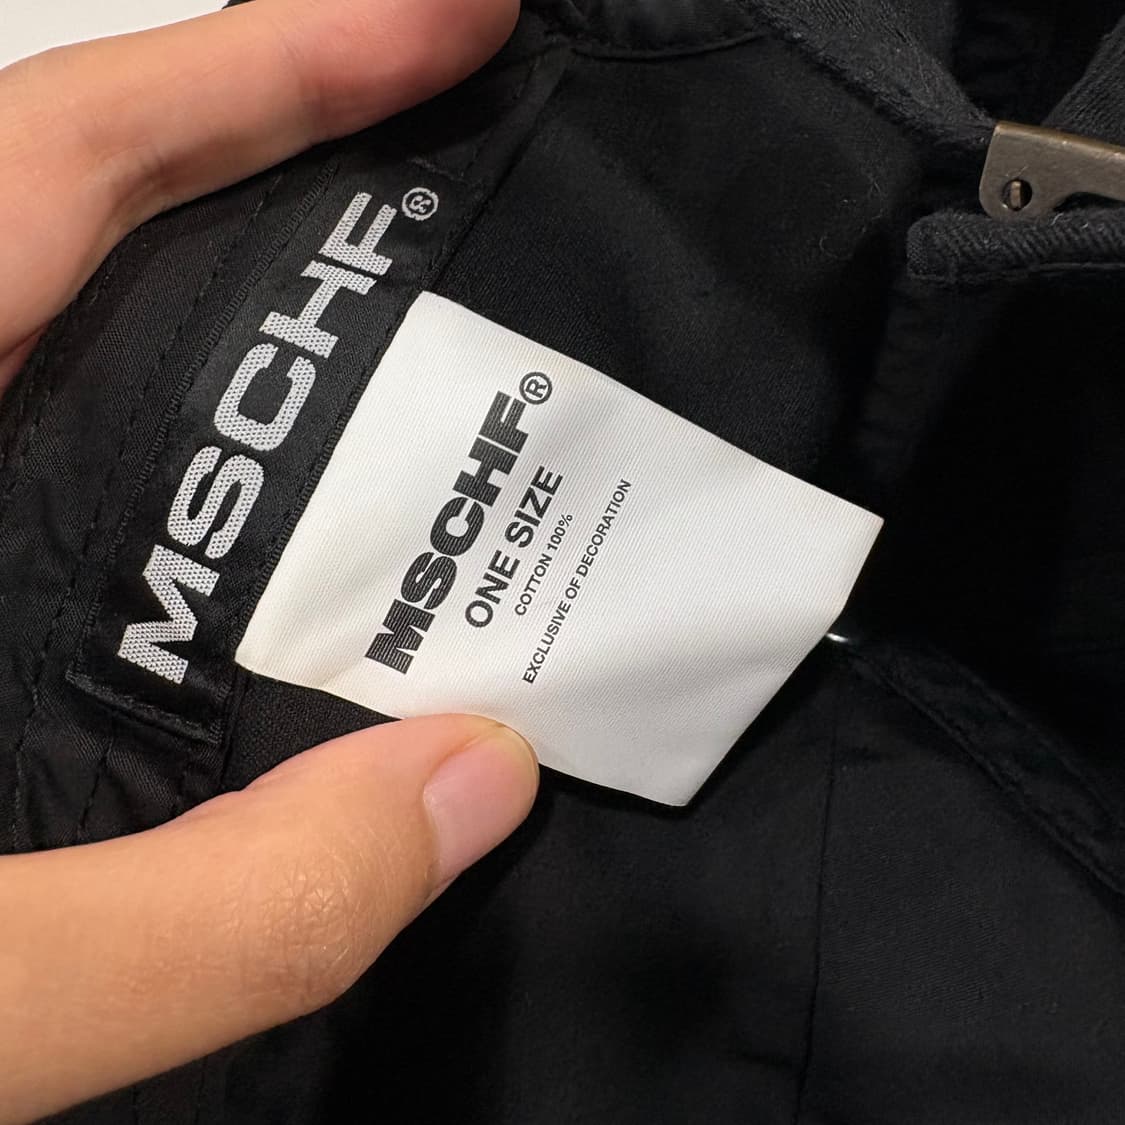 MSCHF®
MSCHF®
ONE SIZE
COTTON 100%
EXCLUSIVE OF DECORATION